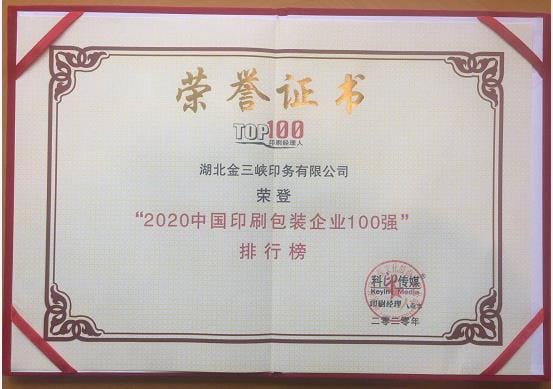 荣誉证书
TOP100
印刷经理人
湖北金三峡印务有限公司
荣登
“2020中国印刷包装企业100强”
排行榜
科印传媒®
Keyin Media
印刷经理人
二零二零年